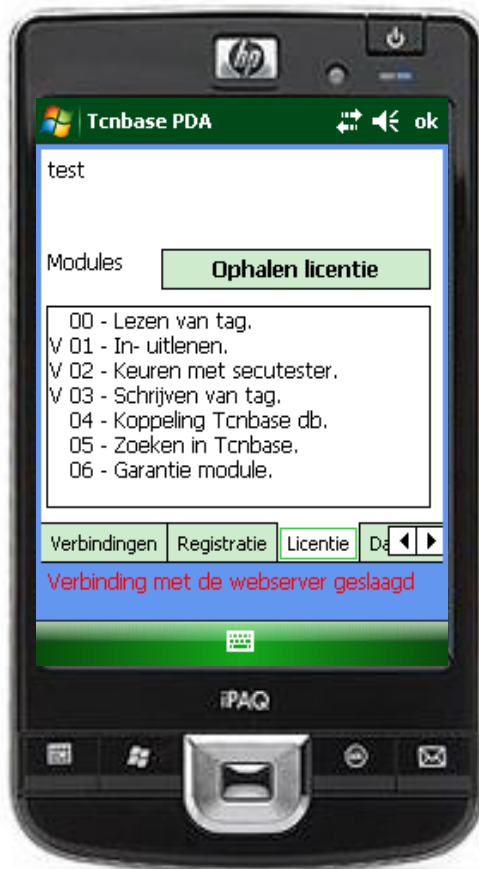 hp
Tcnbase PDA
ok
test
Modules
Ophalen licentie
00 - Lezen van tag.
V 01 - In- uitlenen.
V 02 - Keuren met secutester.
V 03 - Schrijven van tag.
04 - Koppeling Tcnbase db.
05 - Zoeken in Tcnbase.
06 - Garantie module.
Verbindingen Registratie Licentie Da
Verbinding met de webserver geslaagd
iPAQ
ok